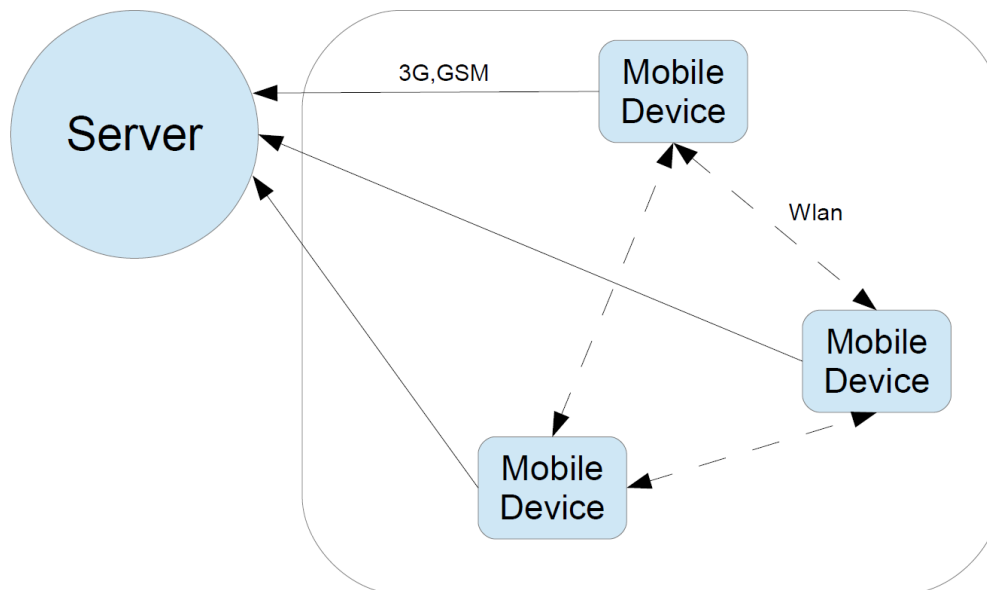 3G,GSM
Mobile
Device
Server
Wlan
Mobile
Device
Mobile
Device